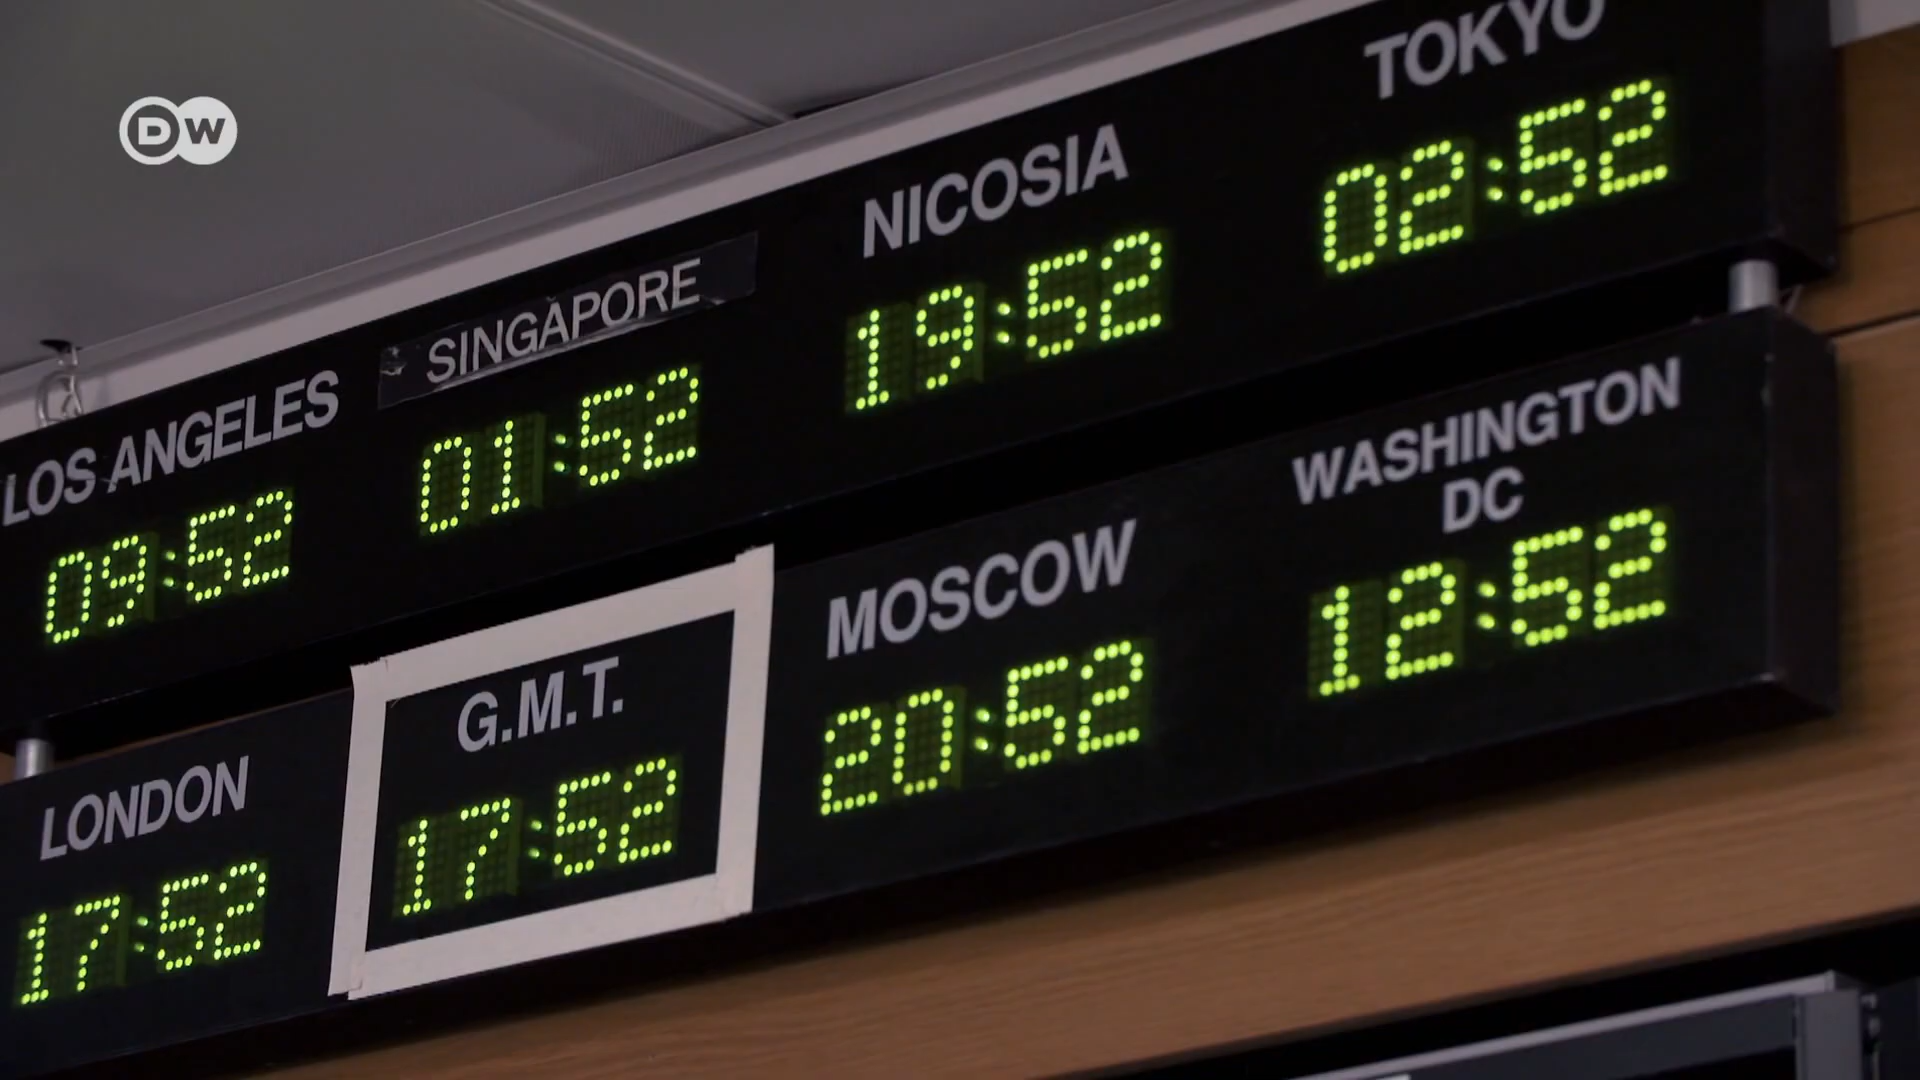 DW
TOKYO
02:52
NICOSIA
19:52
SINGAPORE
01:52
LOS ANGELES
09:52
WASHINGTON
DC
12:52
MOSCOW
20:52
G.M.T.
17:52
LONDON
17:52